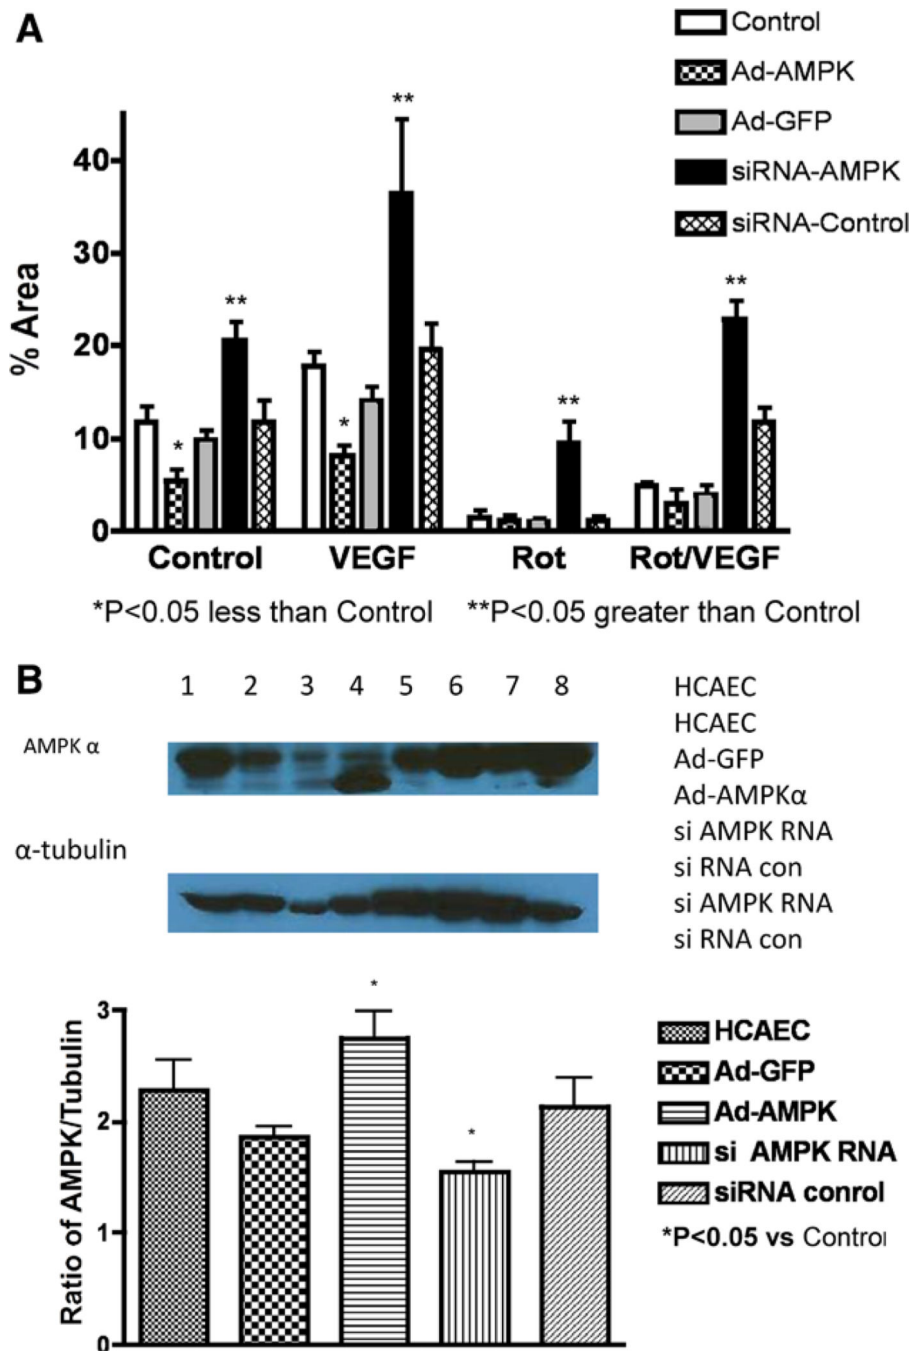 A
Control
Ad-AMPK
Ad-GFP
siRNA-AMPK
siRNA-Control
% Area
40
30
20
10
0
**
*
**
*
**
**
Control VEGF Rot Rot/VEGF
*P<0.05 less than Control **P<0.05 greater than Control
B
1 2 3 4 5 6 7 8
AMPK α
α-tubulin
HCAEC
HCAEC
Ad-GFP
Ad-AMPKα
si AMPK RNA
si RNA con
si AMPK RNA
si RNA con
Ratio of AMPK/Tubulin
3
2
1
0
*
*
HCAEC
Ad-GFP
Ad-AMPK
si AMPK RNA
siRNA conrol
*P<0.05 vs Control